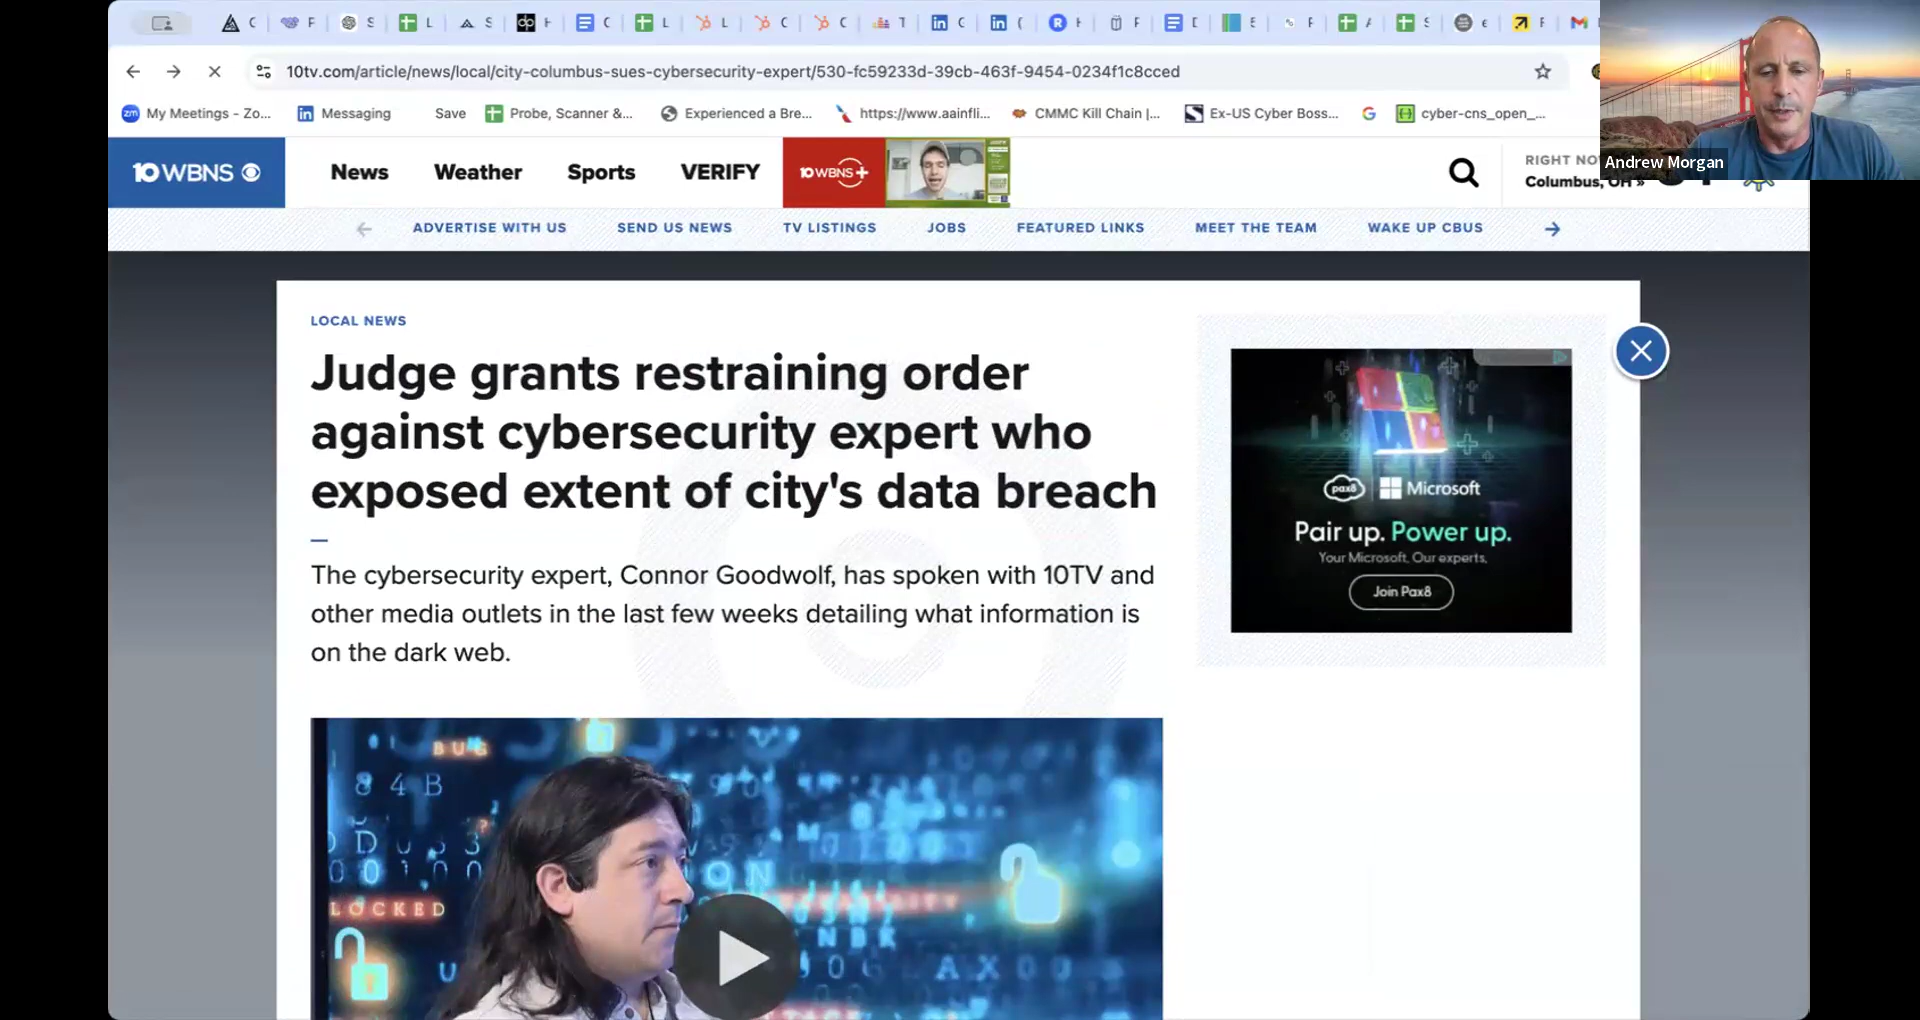 10tv.com/article/news/local/city-columbus-sues-cybersecurity-expert/530-fc59233d-39cb-463f-9454-0234f1c8cced
My Meetings - Zo...
Messaging
Save
Probe, Scanner &...
Experienced a Bre...
https://www.aainfli...
CMMC Kill Chain |...
Ex-US Cyber Boss...
cyber-cns_open_...
Andrew Morgan
10 WBNS
News
Weather
Sports
VERIFY
10 WBNS+
RIGHT NO
Columbus, OH »
ADVERTISE WITH US
SEND US NEWS
TV LISTINGS
JOBS
FEATURED LINKS
MEET THE TEAM
WAKE UP CBUS
LOCAL NEWS
Judge grants restraining order
against cybersecurity expert who
exposed extent of city's data breach
The cybersecurity expert, Connor Goodwolf, has spoken with 10TV and
other media outlets in the last few weeks detailing what information is
on the dark web.
pax8
Microsoft
Pair up. Power up.
Your Microsoft. Our experts.
Join Pax8
BUG
84B
LOCKED